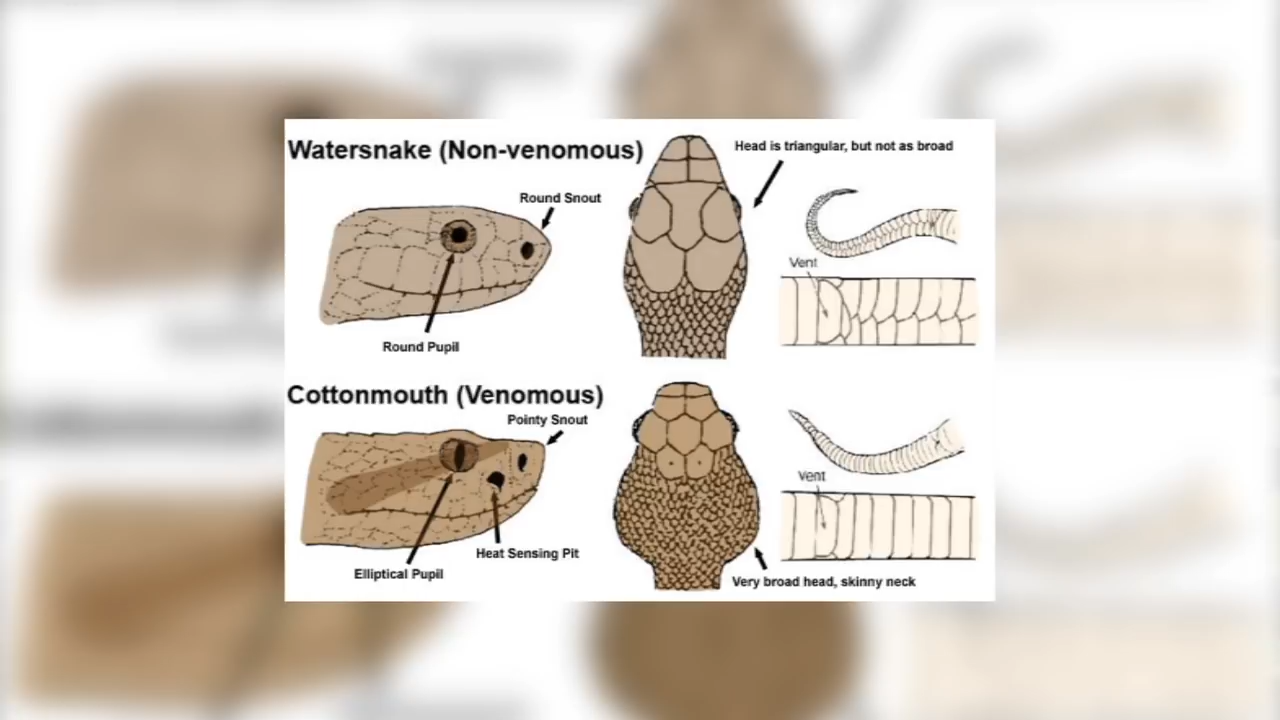 Watersnake (Non-venomous)
Head is triangular, but not as broad
Round Snout
Vent
Round Pupil
Cottonmouth (Venomous)
Pointy Snout
Vent
Heat Sensing Pit
Elliptical Pupil
Very broad head, skinny neck